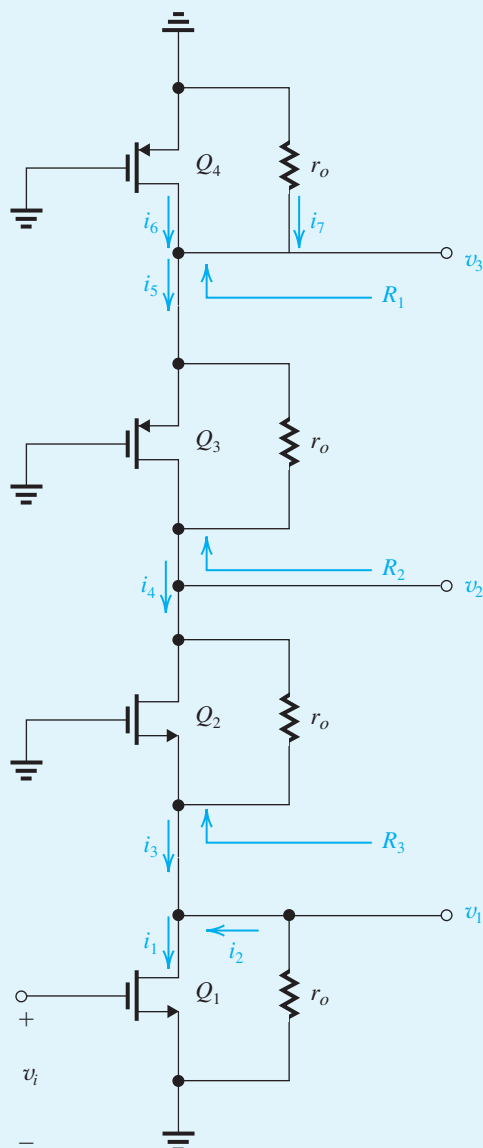 Q4 ro
i6 i7
v3
i5 R1
Q3 ro
R2
i4 v2
Q2 ro
i3 R3
v1
i1 i2
Q1 ro
+
vi
−